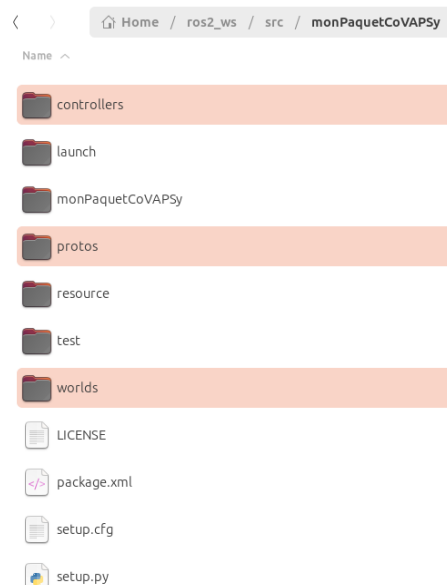 Home / ros2_ws / src / monPaquetCoVAPSy
Name
controllers
launch
monPaquetCoVAPSy
protos
resource
test
worlds
LICENSE
</> package.xml
setup.cfg
setup.py